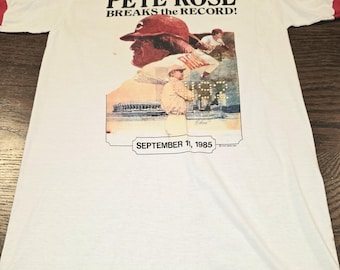 PETE ROSE
BREAKS the RECORD!
SEPTEMBER 11, 1985